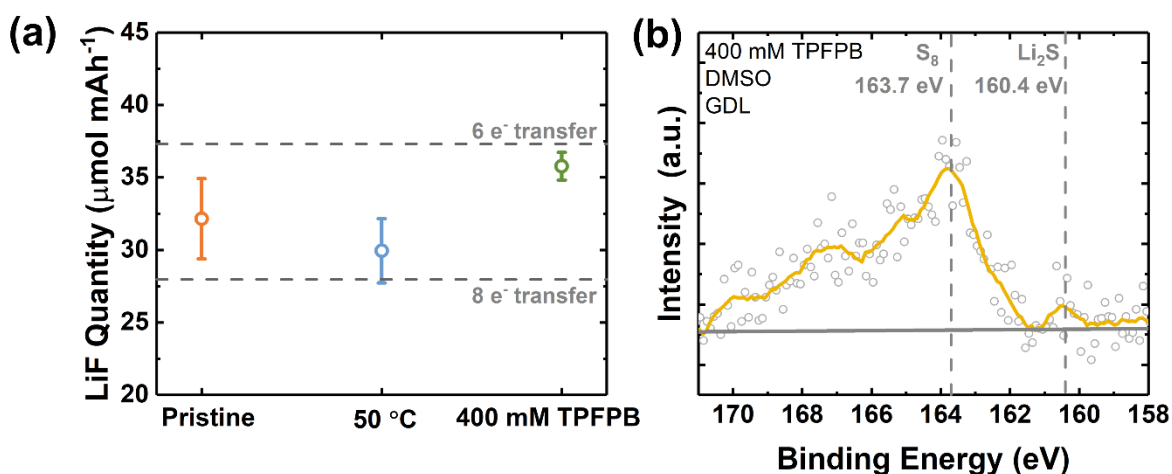 (a)
LiF Quantity (μmol mAh⁻¹)
45
40
35
30
25
20
6 e⁻ transfer
8 e⁻ transfer
Pristine
50 °C
400 mM TPFPB
(b)
400 mM TPFPB
DMSO
GDL
S₈
163.7 eV
Li₂S
160.4 eV
Intensity (a.u.)
170 168 166 164 162 160 158
Binding Energy (eV)